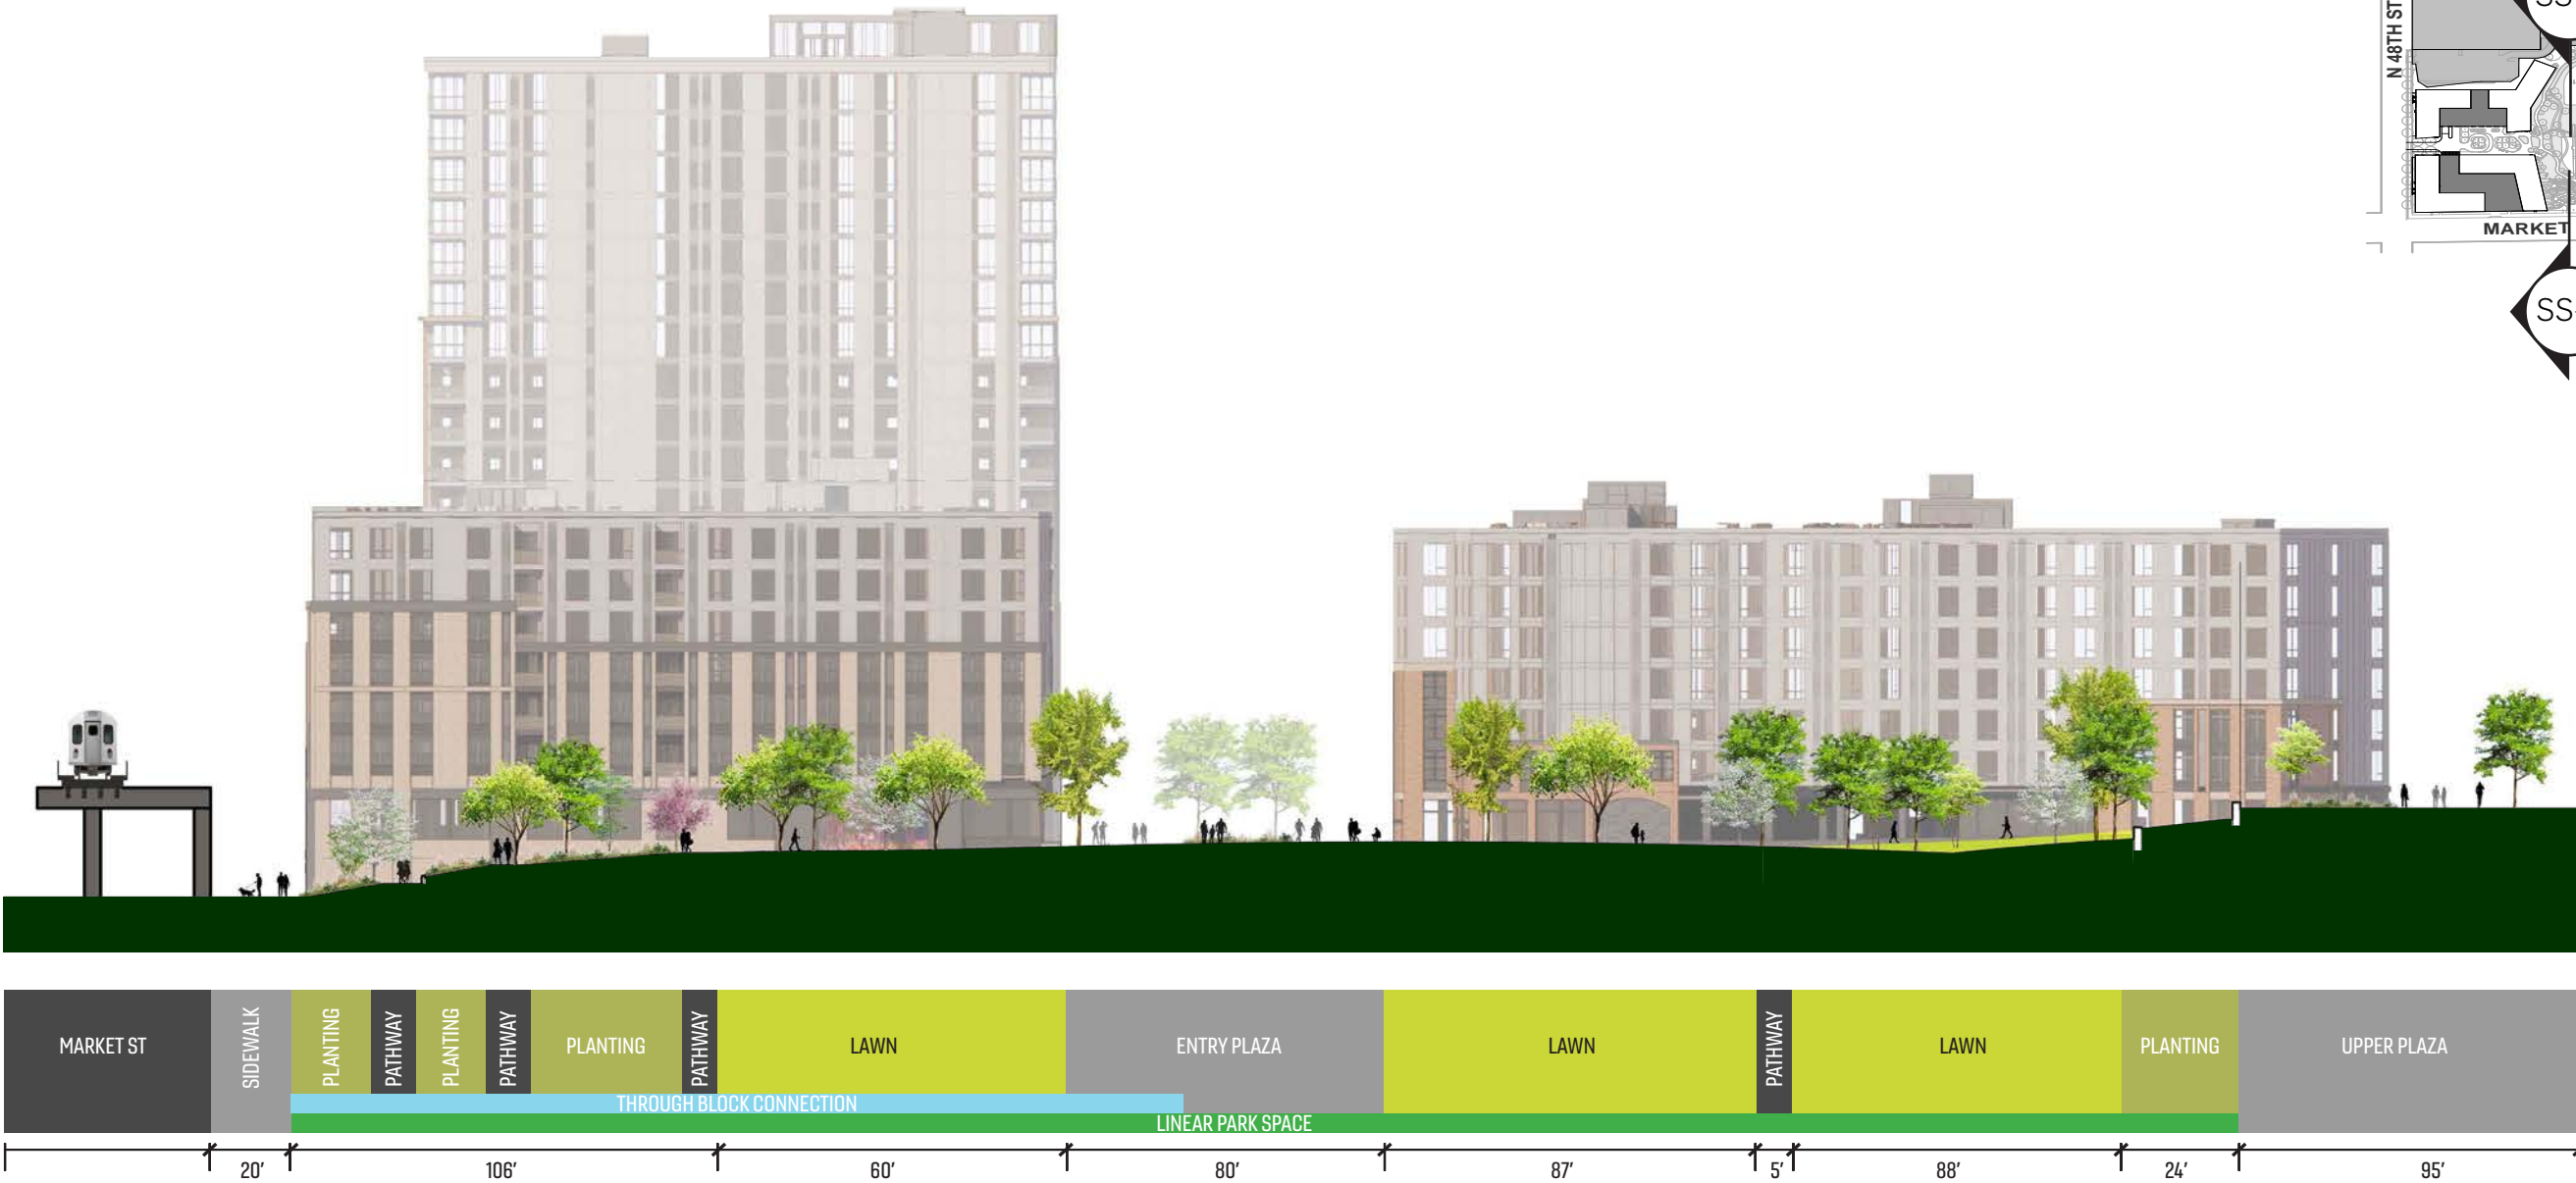 N 48TH ST
SS
MARKET
SS
MARKET ST
SIDEWALK
PLANTING
PATHWAY
PLANTING
PATHWAY
PLANTING
PATHWAY
LAWN
ENTRY PLAZA
LAWN
PATHWAY
LAWN
PLANTING
UPPER PLAZA
THROUGH BLOCK CONNECTION
LINEAR PARK SPACE
20'
106'
60'
80'
87'
5'
88'
24'
95'